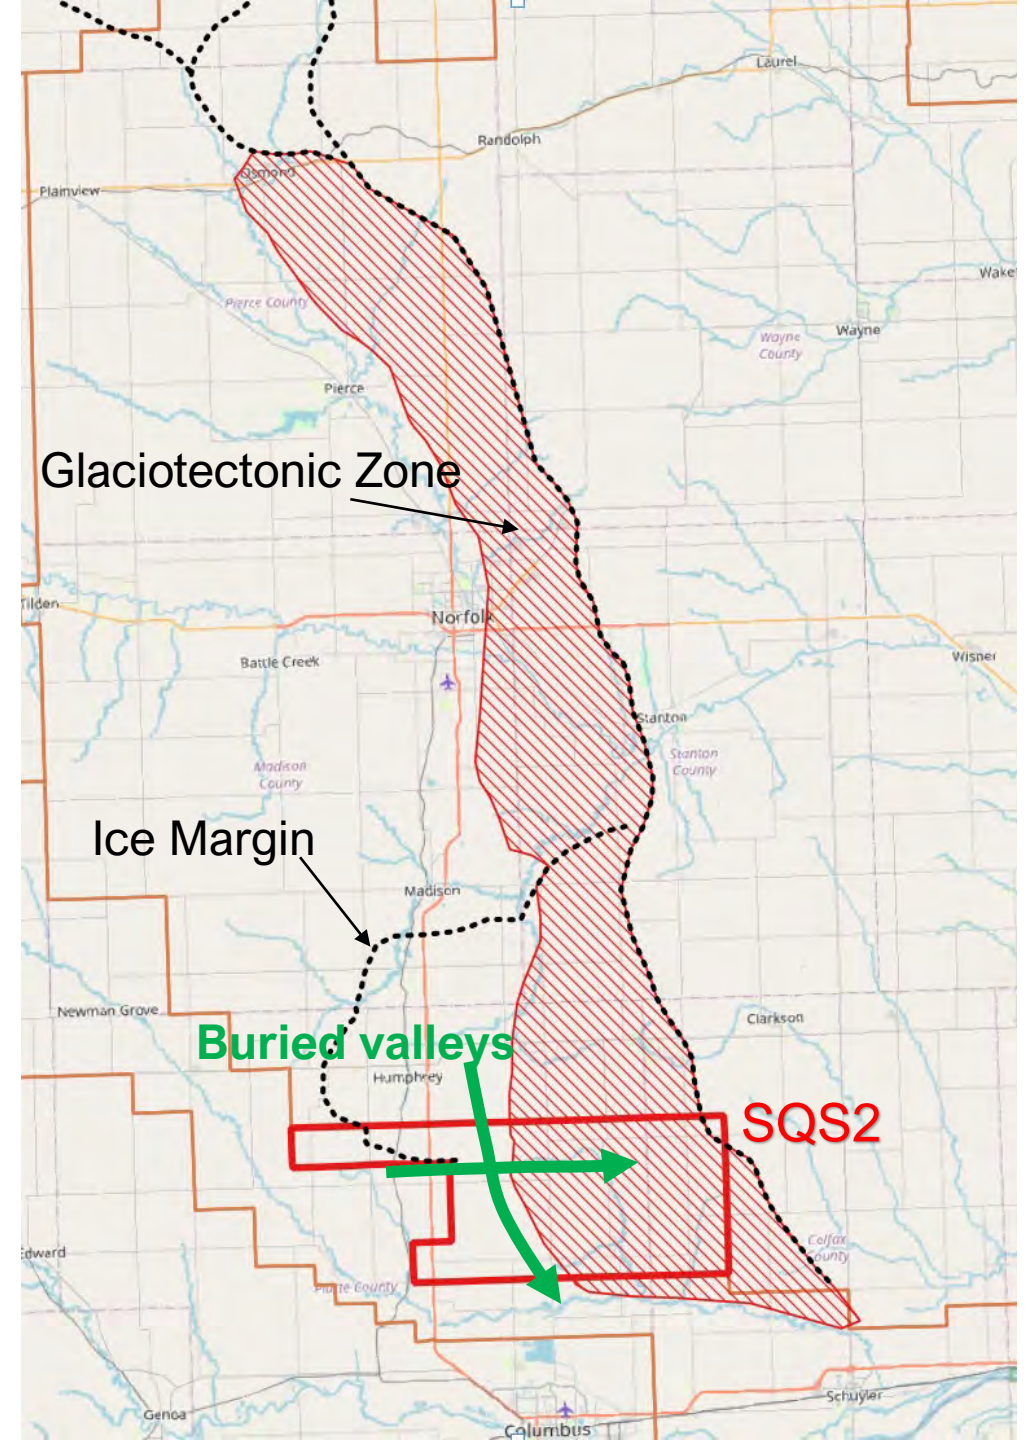 Laurel
Randolph
Osmond
Plainview
Wake
Pierce County
Wayne
Wayne
County
Pierce
Glaciotectonic Zone
Tilden
Norfolk
Battle Creek
Wisner
Stanton
Stanton
County
Madison
County
Ice Margin
Madison
Newman Grove
Clarkson
Buried valleys
Humphrey
SQS2
Colfax
County
Edward
Platte County
Schuyler
Genoa
Columbus